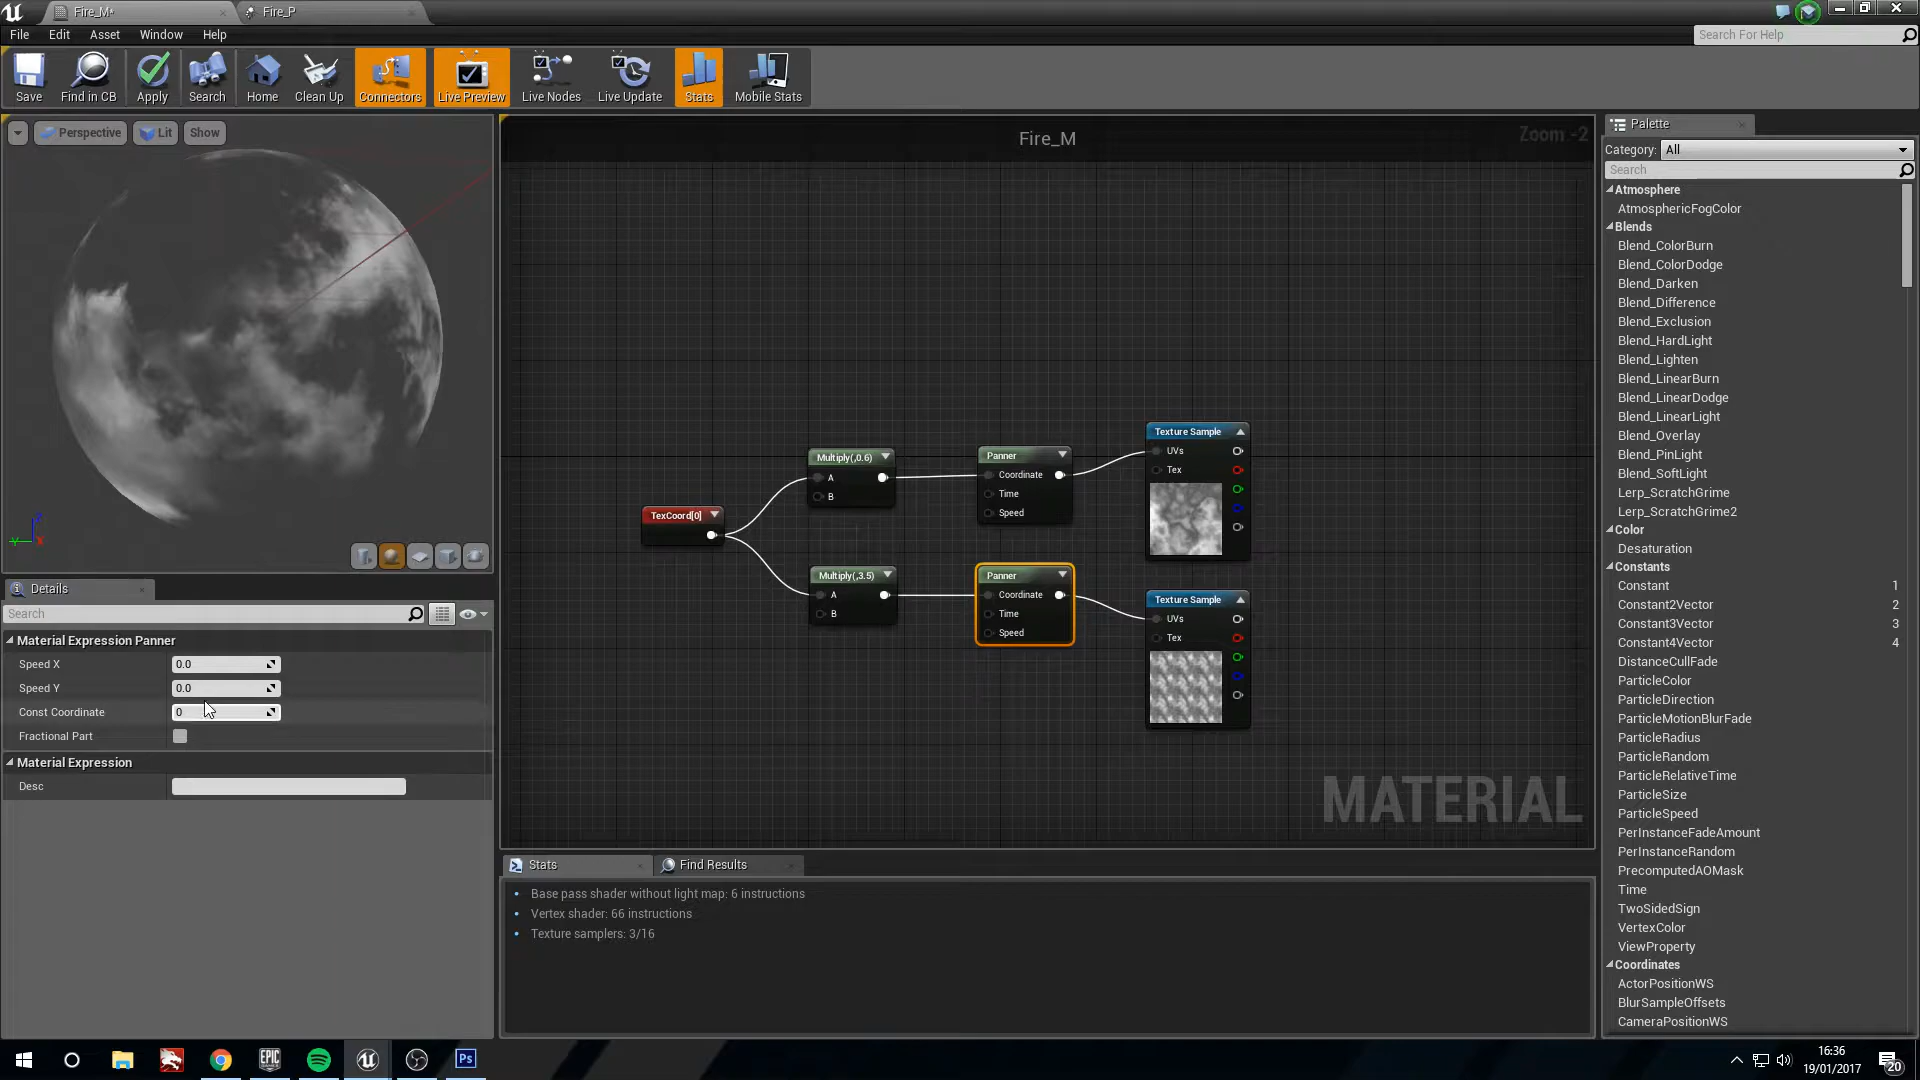 Fire_M*
Fire_P
File
Edit
Asset
Window
Help
Search For Help
Save
Find in CB
Apply
Search
Home
Clean Up
Connectors
Live Preview
Live Nodes
Live Update
Stats
Mobile Stats
Perspective
Lit
Show
Fire_M
Zoom -2
TexCoord[0]
Multiply(,0.6)
A
B
Multiply(,3.5)
A
B
Panner
Coordinate
Time
Speed
Panner
Coordinate
Time
Speed
Texture Sample
UVs
Tex
Texture Sample
UVs
Tex
MATERIAL
Details
Search
Material Expression Panner
Speed X
0.0
Speed Y
0.0
Const Coordinate
0
Fractional Part
Material Expression
Desc
Stats
Find Results
Base pass shader without light map: 6 instructions
Vertex shader: 66 instructions
Texture samplers: 3/16
Palette
Category:
All
Search
Atmosphere
AtmosphericFogColor
Blends
Blend_ColorBurn
Blend_ColorDodge
Blend_Darken
Blend_Difference
Blend_Exclusion
Blend_HardLight
Blend_Lighten
Blend_LinearBurn
Blend_LinearDodge
Blend_LinearLight
Blend_Overlay
Blend_PinLight
Blend_SoftLight
Lerp_ScratchGrime
Lerp_ScratchGrime2
Color
Desaturation
Constants
Constant 1
Constant2Vector 2
Constant3Vector 3
Constant4Vector 4
DistanceCullFade
ParticleColor
ParticleDirection
ParticleMotionBlurFade
ParticleRadius
ParticleRandom
ParticleRelativeTime
ParticleSize
ParticleSpeed
PerInstanceFadeAmount
PerInstanceRandom
PrecomputedAOMask
Time
TwoSidedSign
VertexColor
ViewProperty
Coordinates
ActorPositionWS
BlurSampleOffsets
CameraPositionWS
EPIC
Ps
16:36
19/01/2017
20